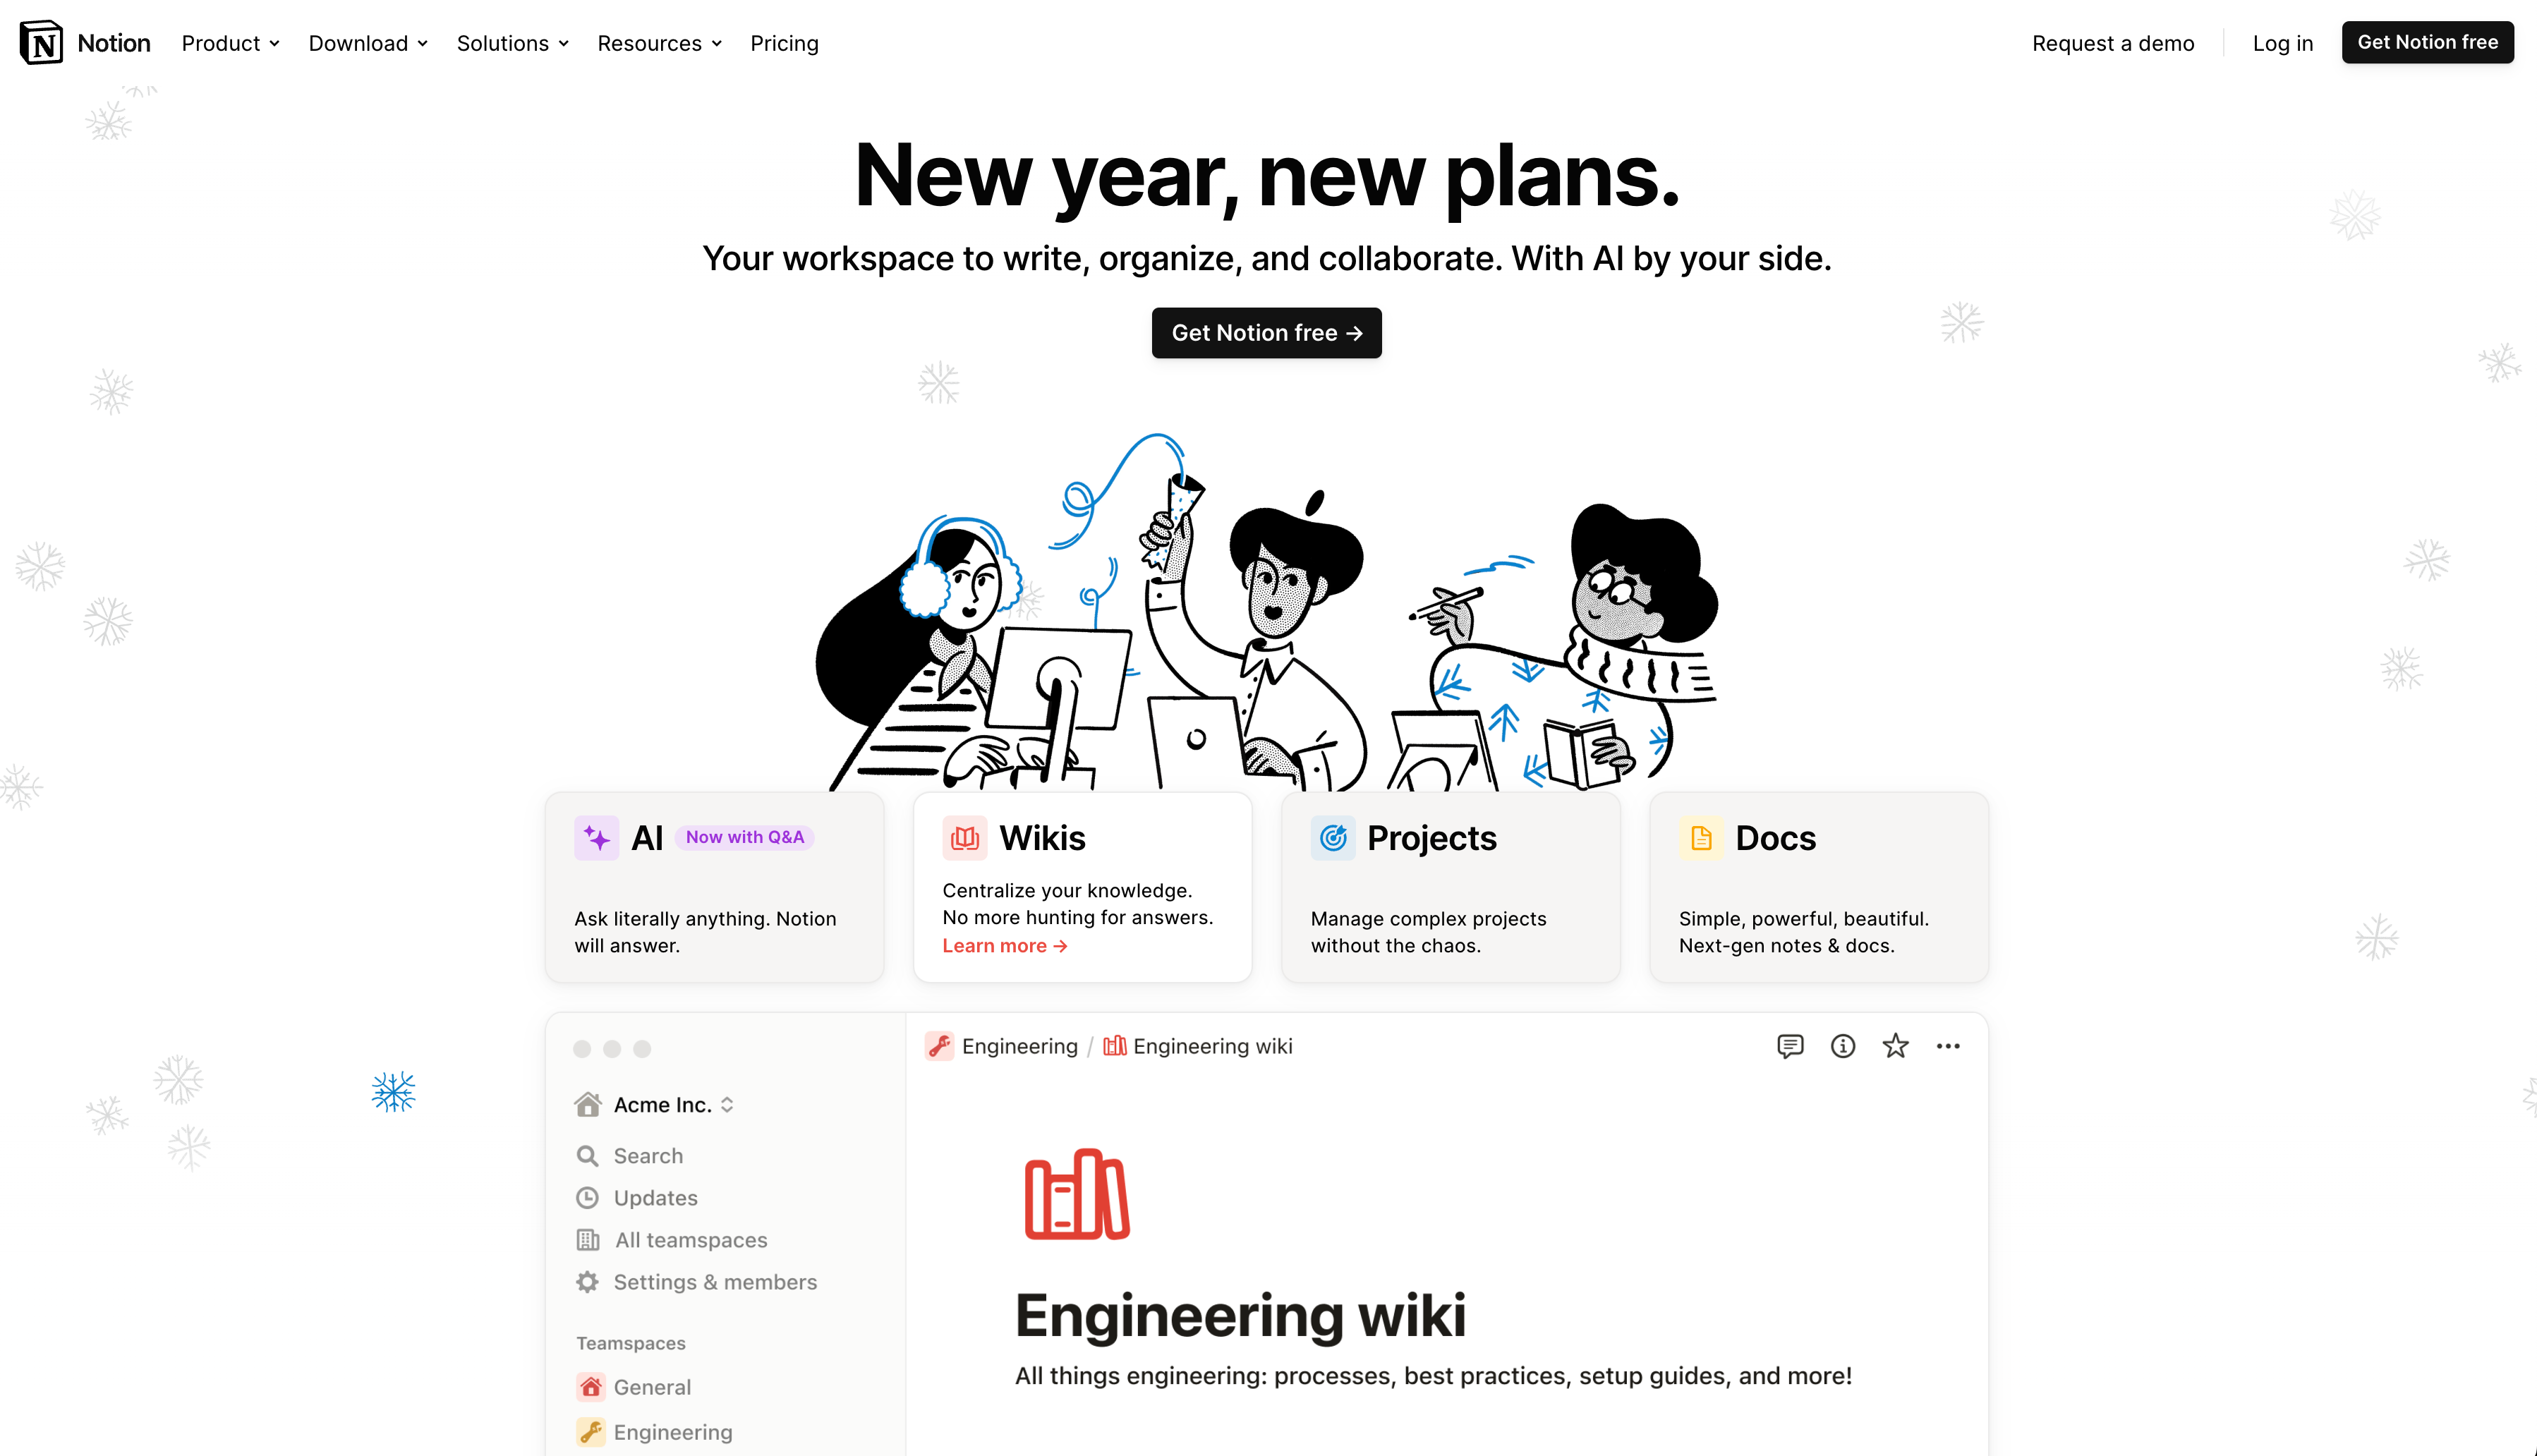 Notion
Product
Download
Solutions
Resources
Pricing
Request a demo
Log in
Get Notion free
New year, new plans.
Your workspace to write, organize, and collaborate. With AI by your side.
Get Notion free →
AI Now with Q&A
Ask literally anything. Notion
will answer.
Wikis
Centralize your knowledge.
No more hunting for answers.
Learn more →
Projects
Manage complex projects
without the chaos.
Docs
Simple, powerful, beautiful.
Next-gen notes & docs.
Acme Inc.
Search
Updates
All teamspaces
Settings & members
Teamspaces
General
Engineering
Engineering / Engineering wiki
Engineering wiki
All things engineering: processes, best practices, setup guides, and more!